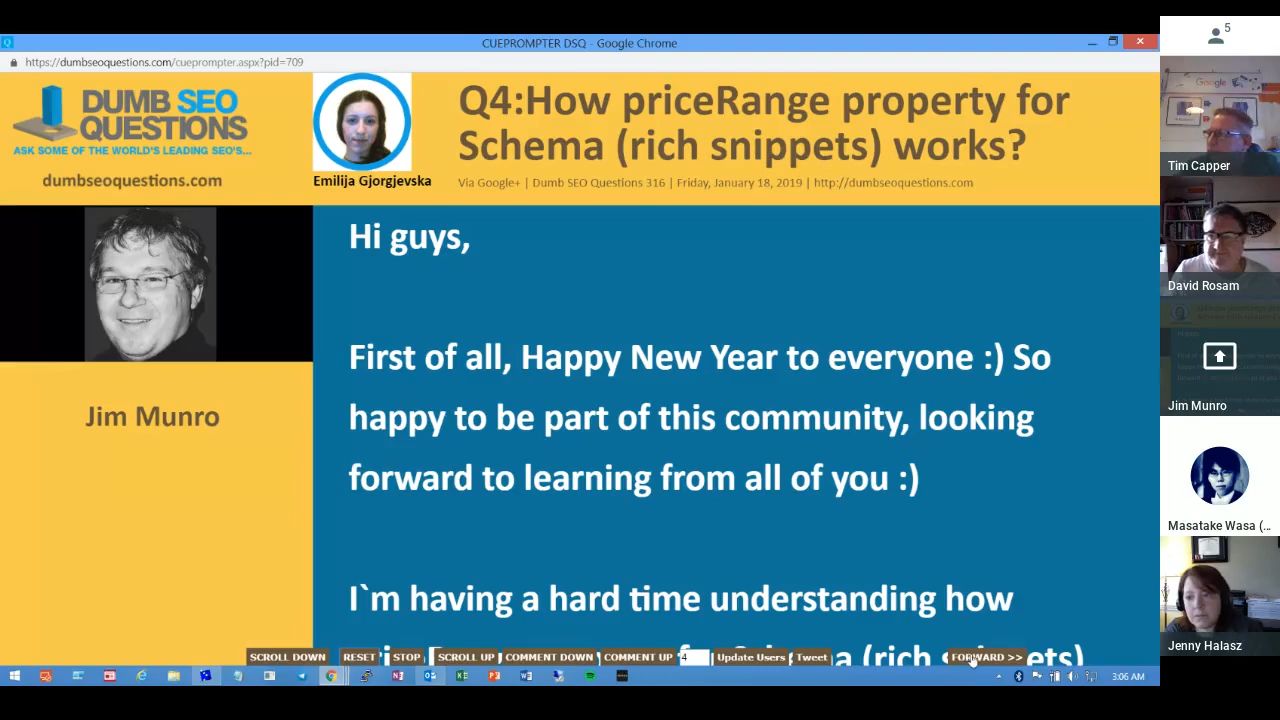 CUEPROMPTER DSQ - Google Chrome
https://dumbseoquestions.com/cueprompter.aspx?pid=709
DUMB SEO
QUESTIONS
ASK SOME OF THE WORLD'S LEADING SEO'S...
dumbseoquestions.com
Emilija Gjorgjevska
Q4:How priceRange property for
Schema (rich snippets) works?
Via Google+ | Dumb SEO Questions 316 | Friday, January 18, 2019 | http://dumbseoquestions.com
Jim Munro
Hi guys,
First of all, Happy New Year to everyone :) So
happy to be part of this community, looking
forward to learning from all of you :)
I`m having a hard time understanding how
(rich
SCROLL DOWN RESET STOP SCROLL UP COMMENT DOWN COMMENT UP 4 Update Users Tweet FORWARD >>
3:06 AM
5
Google
Tim Capper
David Rosam
Jim Munro
Masatake Wasa (...
Jenny Halasz